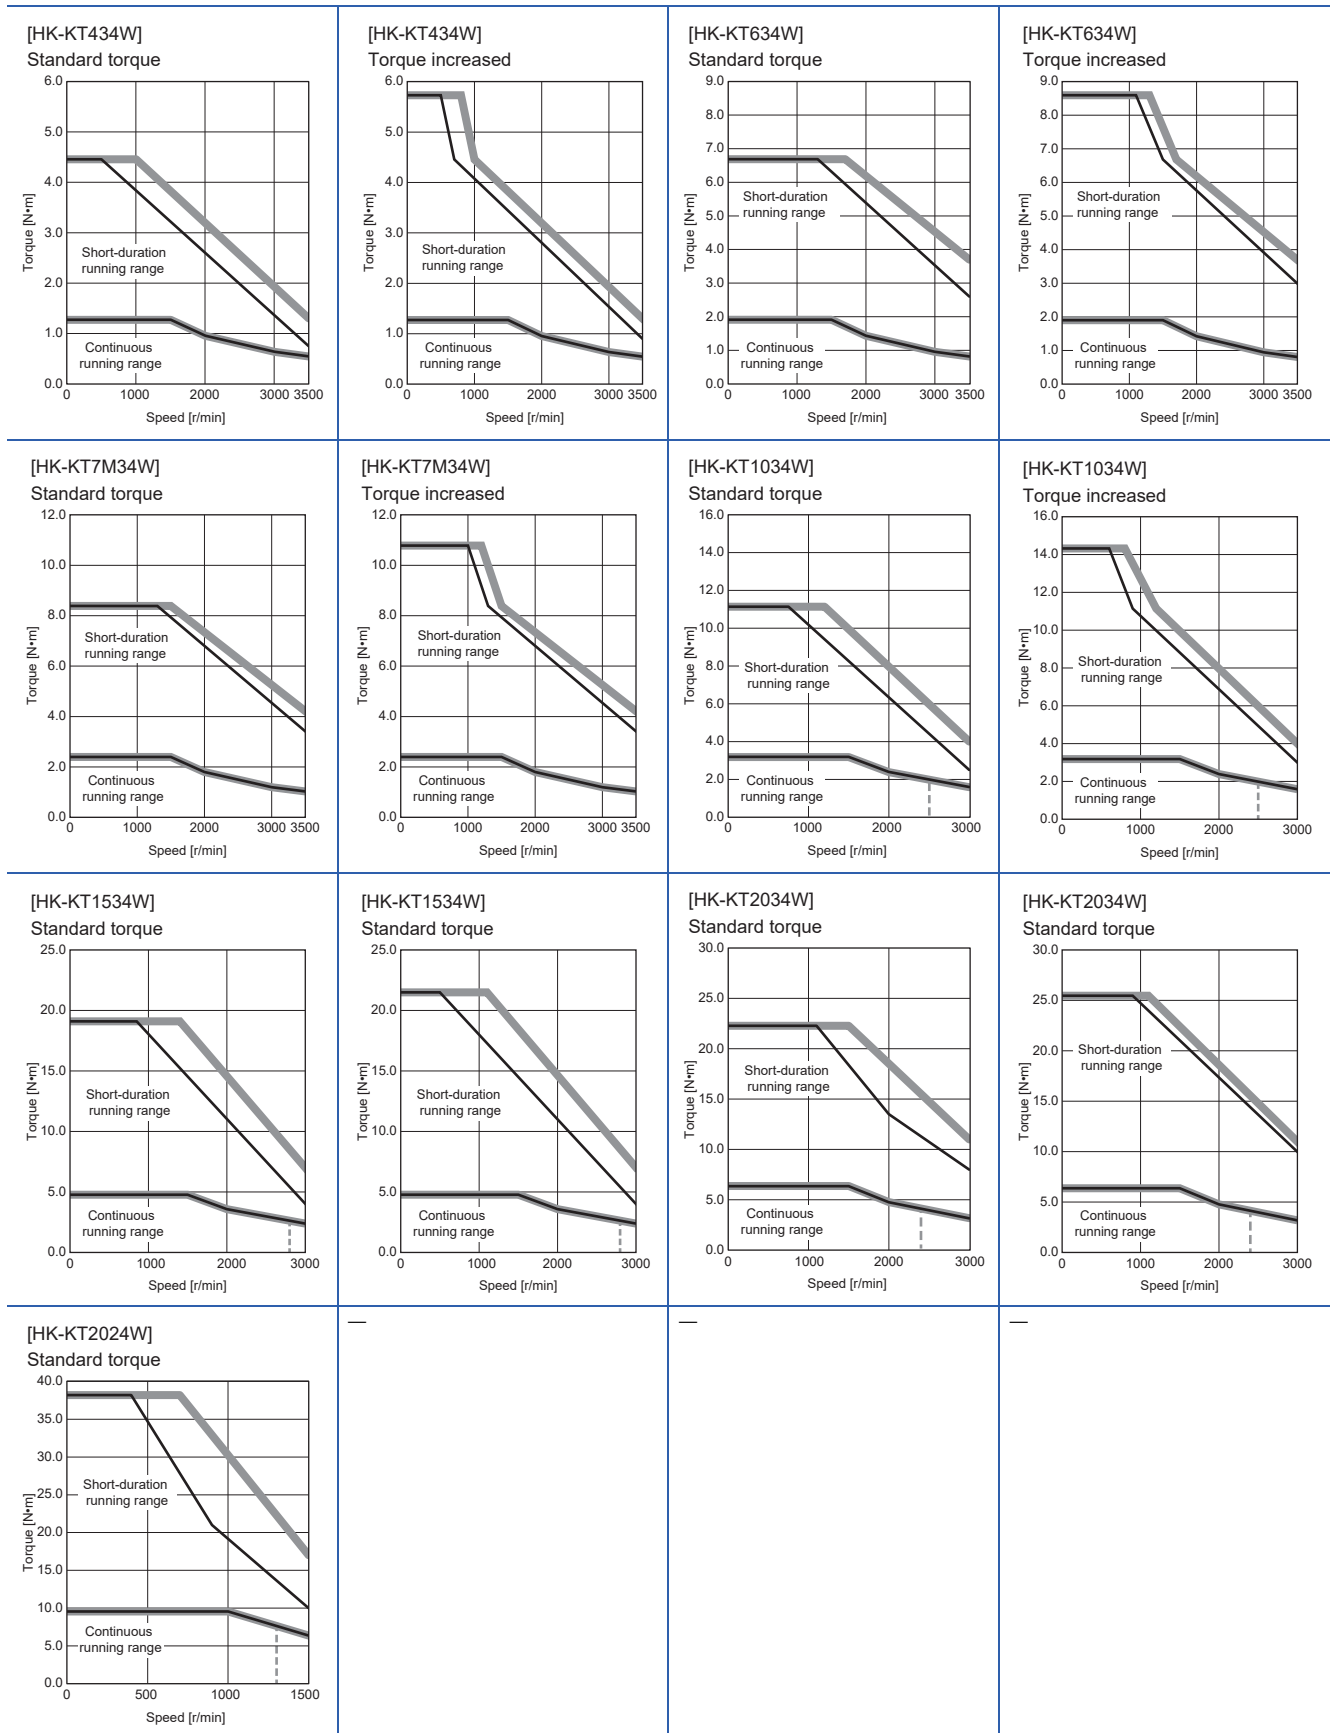 [HK-KT434W]
Standard torque
6.0
5.0
4.0
3.0
2.0
1.0
0.0
Torque [N•m]
Short-duration
running range
Continuous
running range
0 1000 2000 3000 3500
Speed [r/min]
[HK-KT434W]
Torque increased
6.0
5.0
4.0
3.0
2.0
1.0
0.0
Torque [N•m]
Short-duration
running range
Continuous
running range
0 1000 2000 3000 3500
Speed [r/min]
[HK-KT634W]
Standard torque
9.0
8.0
7.0
6.0
5.0
4.0
3.0
2.0
1.0
0.0
Torque [N•m]
Short-duration
running range
Continuous
running range
0 1000 2000 3000 3500
Speed [r/min]
[HK-KT634W]
Torque increased
9.0
8.0
7.0
6.0
5.0
4.0
3.0
2.0
1.0
0.0
Torque [N•m]
Short-duration
running range
Continuous
running range
0 1000 2000 3000 3500
Speed [r/min]
[HK-KT7M34W]
Standard torque
12.0
10.0
8.0
6.0
4.0
2.0
0.0
Torque [N•m]
Short-duration
running range
Continuous
running range
0 1000 2000 3000 3500
Speed [r/min]
[HK-KT7M34W]
Torque increased
12.0
10.0
8.0
6.0
4.0
2.0
0.0
Torque [N•m]
Short-duration
running range
Continuous
running range
0 1000 2000 3000 3500
Speed [r/min]
[HK-KT1034W]
Standard torque
16.0
14.0
12.0
10.0
8.0
6.0
4.0
2.0
0.0
Torque [N•m]
Short-duration
running range
Continuous
running range
0 1000 2000 3000
Speed [r/min]
[HK-KT1034W]
Torque increased
16.0
14.0
12.0
10.0
8.0
6.0
4.0
2.0
0.0
Torque [N•m]
Short-duration
running range
Continuous
running range
0 1000 2000 3000
Speed [r/min]
[HK-KT1534W]
Standard torque
25.0
20.0
15.0
10.0
5.0
0.0
Torque [N•m]
Short-duration
running range
Continuous
running range
0 1000 2000 3000
Speed [r/min]
[HK-KT1534W]
Standard torque
25.0
20.0
15.0
10.0
5.0
0.0
Torque [N•m]
Short-duration
running range
Continuous
running range
0 1000 2000 3000
Speed [r/min]
[HK-KT2034W]
Standard torque
30.0
25.0
20.0
15.0
10.0
5.0
0.0
Torque [N•m]
Short-duration
running range
Continuous
running range
0 1000 2000 3000
Speed [r/min]
[HK-KT2034W]
Standard torque
30.0
25.0
20.0
15.0
10.0
5.0
0.0
Torque [N•m]
Short-duration
running range
Continuous
running range
0 1000 2000 3000
Speed [r/min]
[HK-KT2024W]
Standard torque
40.0
35.0
30.0
25.0
20.0
15.0
10.0
5.0
0.0
Torque [N•m]
Short-duration
running range
Continuous
running range
0 500 1000 1500
Speed [r/min]
—
—
—